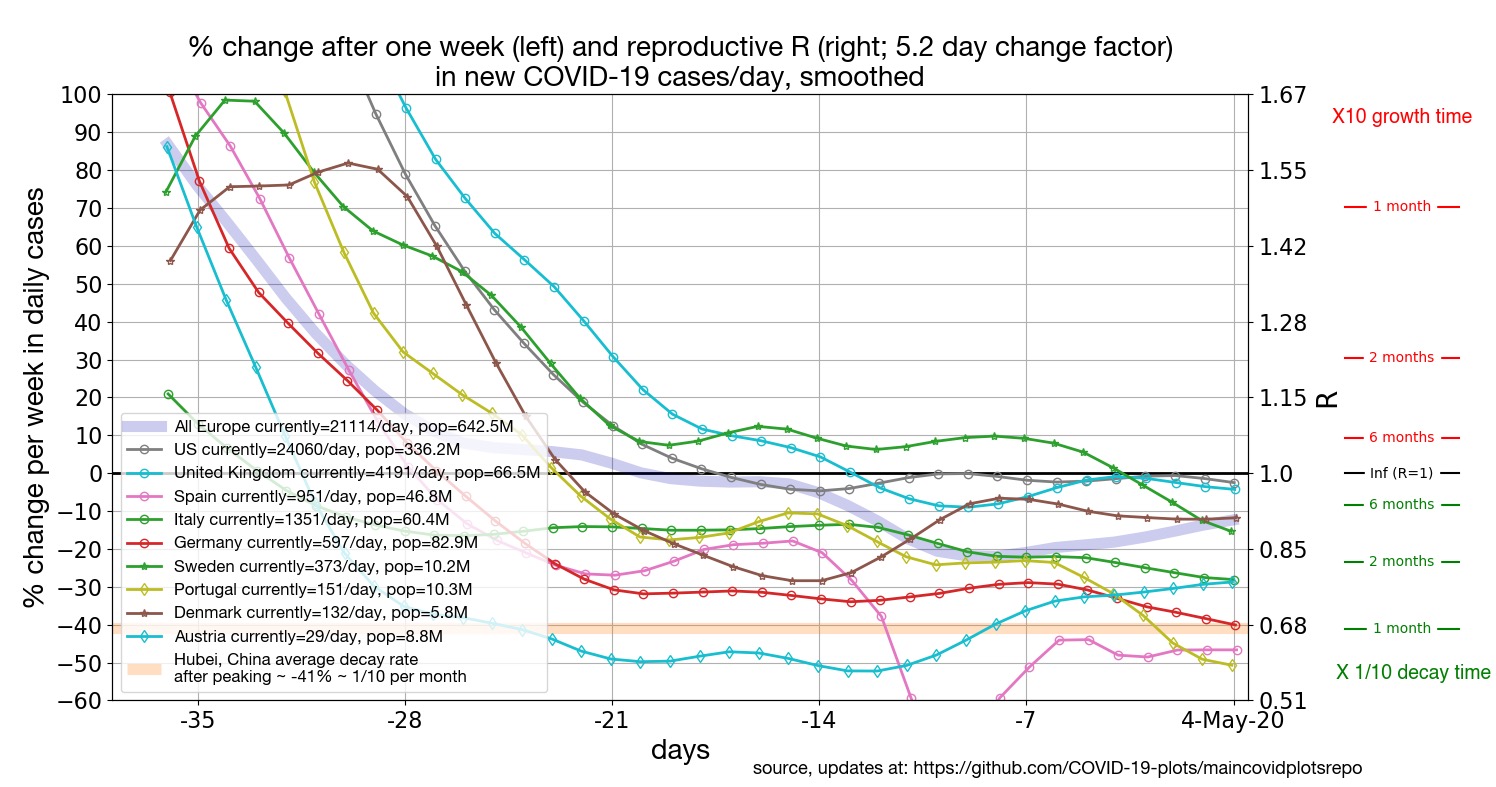 % change after one week (left) and reproductive R (right; 5.2 day change factor)
in new COVID-19 cases/day, smoothed
% change per week in daily cases
100
90
80
70
60
50
40
30
20
10
0
−10
−20
−30
−40
−50
−60
All Europe currently=21114/day, pop=642.5M
US currently=24060/day, pop=336.2M
United Kingdom currently=4191/day, pop=66.5M
Spain currently=951/day, pop=46.8M
Italy currently=1351/day, pop=60.4M
Germany currently=597/day, pop=82.9M
Sweden currently=373/day, pop=10.2M
Portugal currently=151/day, pop=10.3M
Denmark currently=132/day, pop=5.8M
Austria currently=29/day, pop=8.8M
Hubei, China average decay rate
after peaking ~ -41% ~ 1/10 per month
-35 -28 -21 -14 -7 4-May-20
days
1.67
1.55
1.42
1.28
1.15
1.0
0.85
0.68
0.51
R
X10 growth time
1 month
2 months
6 months
Inf (R=1)
6 months
2 months
1 month
X 1/10 decay time
source, updates at: https://github.com/COVID-19-plots/maincovidplotsrepo